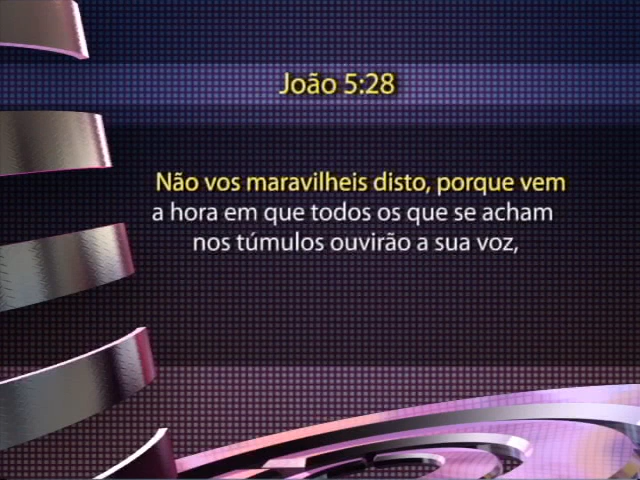 João 5:28
Não vos maravilheis disto, porque vem
a hora em que todos os que se acham
nos túmulos ouvirão a sua voz,